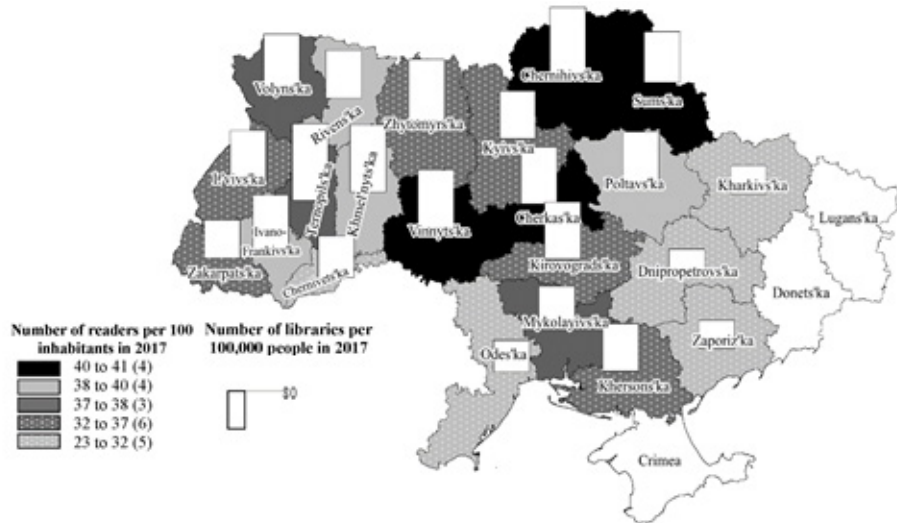 Chernihivs'ka
Volyns'ka
Sums'ka
Rivens'ka
Zhytomyrs'ka
Kyivs'ka
L'vivs'ka
Ternopils'ka
Khmel'nyts'ka
Poltavs'ka
Kharkivs'ka
Lugans'ka
Vinnyts'ka
Cherkas'ka
Ivano-
Frankivs'ka
Zakarpats'ka
Chernivets'ka
Kirovograds'ka
Dnipropetrovs'ka
Donets'ka
Mykolayivs'ka
Zaporiz'ka
Odes'ka
Khersons'ka
Crimea
Number of readers per 100
inhabitants in 2017
40 to 41 (4)
38 to 40 (4)
37 to 38 (3)
32 to 37 (6)
23 to 32 (5)
Number of libraries per
100,000 people in 2017